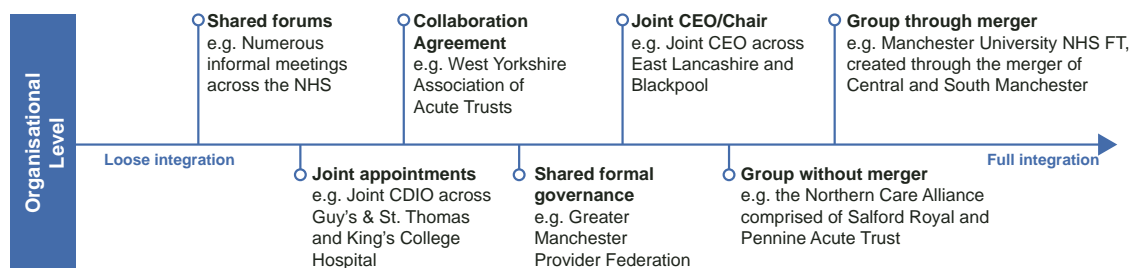 Organisational
Level
Shared forums
e.g. Numerous
informal meetings
across the NHS
Collaboration
Agreement
e.g. West Yorkshire
Association of
Acute Trusts
Joint CEO/Chair
e.g. Joint CEO across
East Lancashire and
Blackpool
Group through merger
e.g. Manchester University NHS FT,
created through the merger of
Central and South Manchester
Loose integration
Full integration
Joint appointments
e.g. Joint CDIO across
Guy's & St. Thomas
and King's College
Hospital
Shared formal
governance
e.g. Greater
Manchester
Provider Federation
Group without merger
e.g. the Northern Care Alliance
comprised of Salford Royal and
Pennine Acute Trust